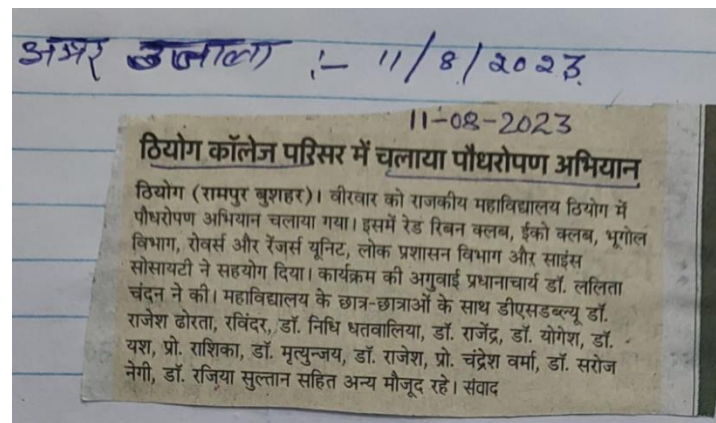 अमर उजाला :- 11/8/2023
11-08-2023
ठियोग कॉलेज परिसर में चलाया पौधरोपण अभियान
ठियोग (रामपुर बुशहर)। वीरवार को राजकीय महाविद्यालय ठियोग में
पौधरोपण अभियान चलाया गया। इसमें रेड रिबन क्लब, ईको क्लब, भूगोल
विभाग, रोवर्स और रेंजर्स यूनिट, लोक प्रशासन विभाग और साइंस
सोसायटी ने सहयोग दिया। कार्यक्रम की अगुवाई प्रधानाचार्य डॉ. ललिता
चंदन ने की। महाविद्यालय के छात्र-छात्राओं के साथ डीएसडब्ल्यू डॉ.
राजेश ढोरता, रविंदर, डॉ. निधि धतवालिया, डॉ. राजेंद्र, डॉ. योगेश, डॉ.
यश, प्रो. राशिका, डॉ. मृत्युन्जय, डॉ. राजेश, प्रो. चंद्रेश वर्मा, डॉ. सरोज
नेगी, डॉ. रजिया सुल्तान सहित अन्य मौजूद रहे। संवाद